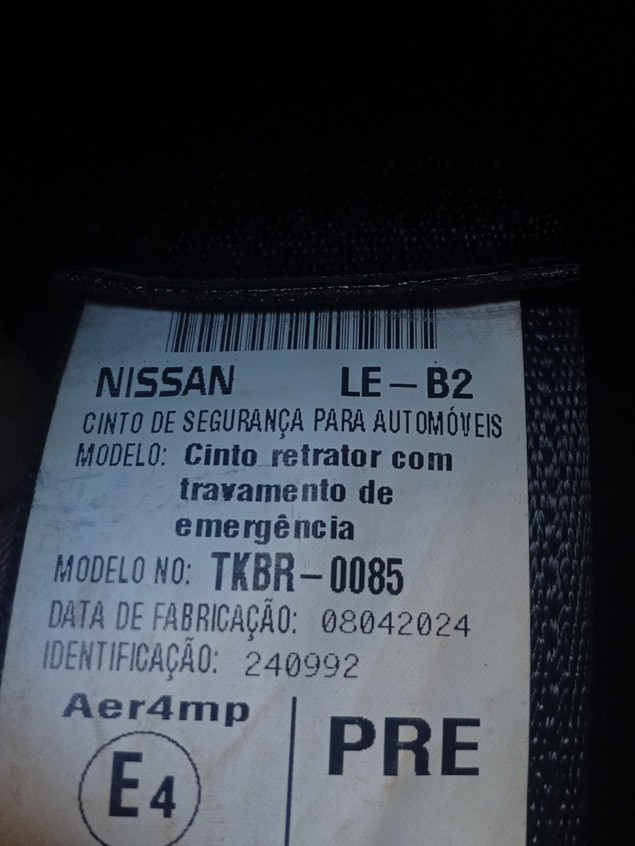 NISSAN LE-B2
CINTO DE SEGURANÇA PARA AUTOMÓVEIS
MODELO: Cinto retrator com
travamento de
emergência
MODELO NO: TKBR-0085
DATA DE FABRICAÇÃO: 08042024
IDENTIFICAÇÃO: 240992
Aer4mp
PRE
E4